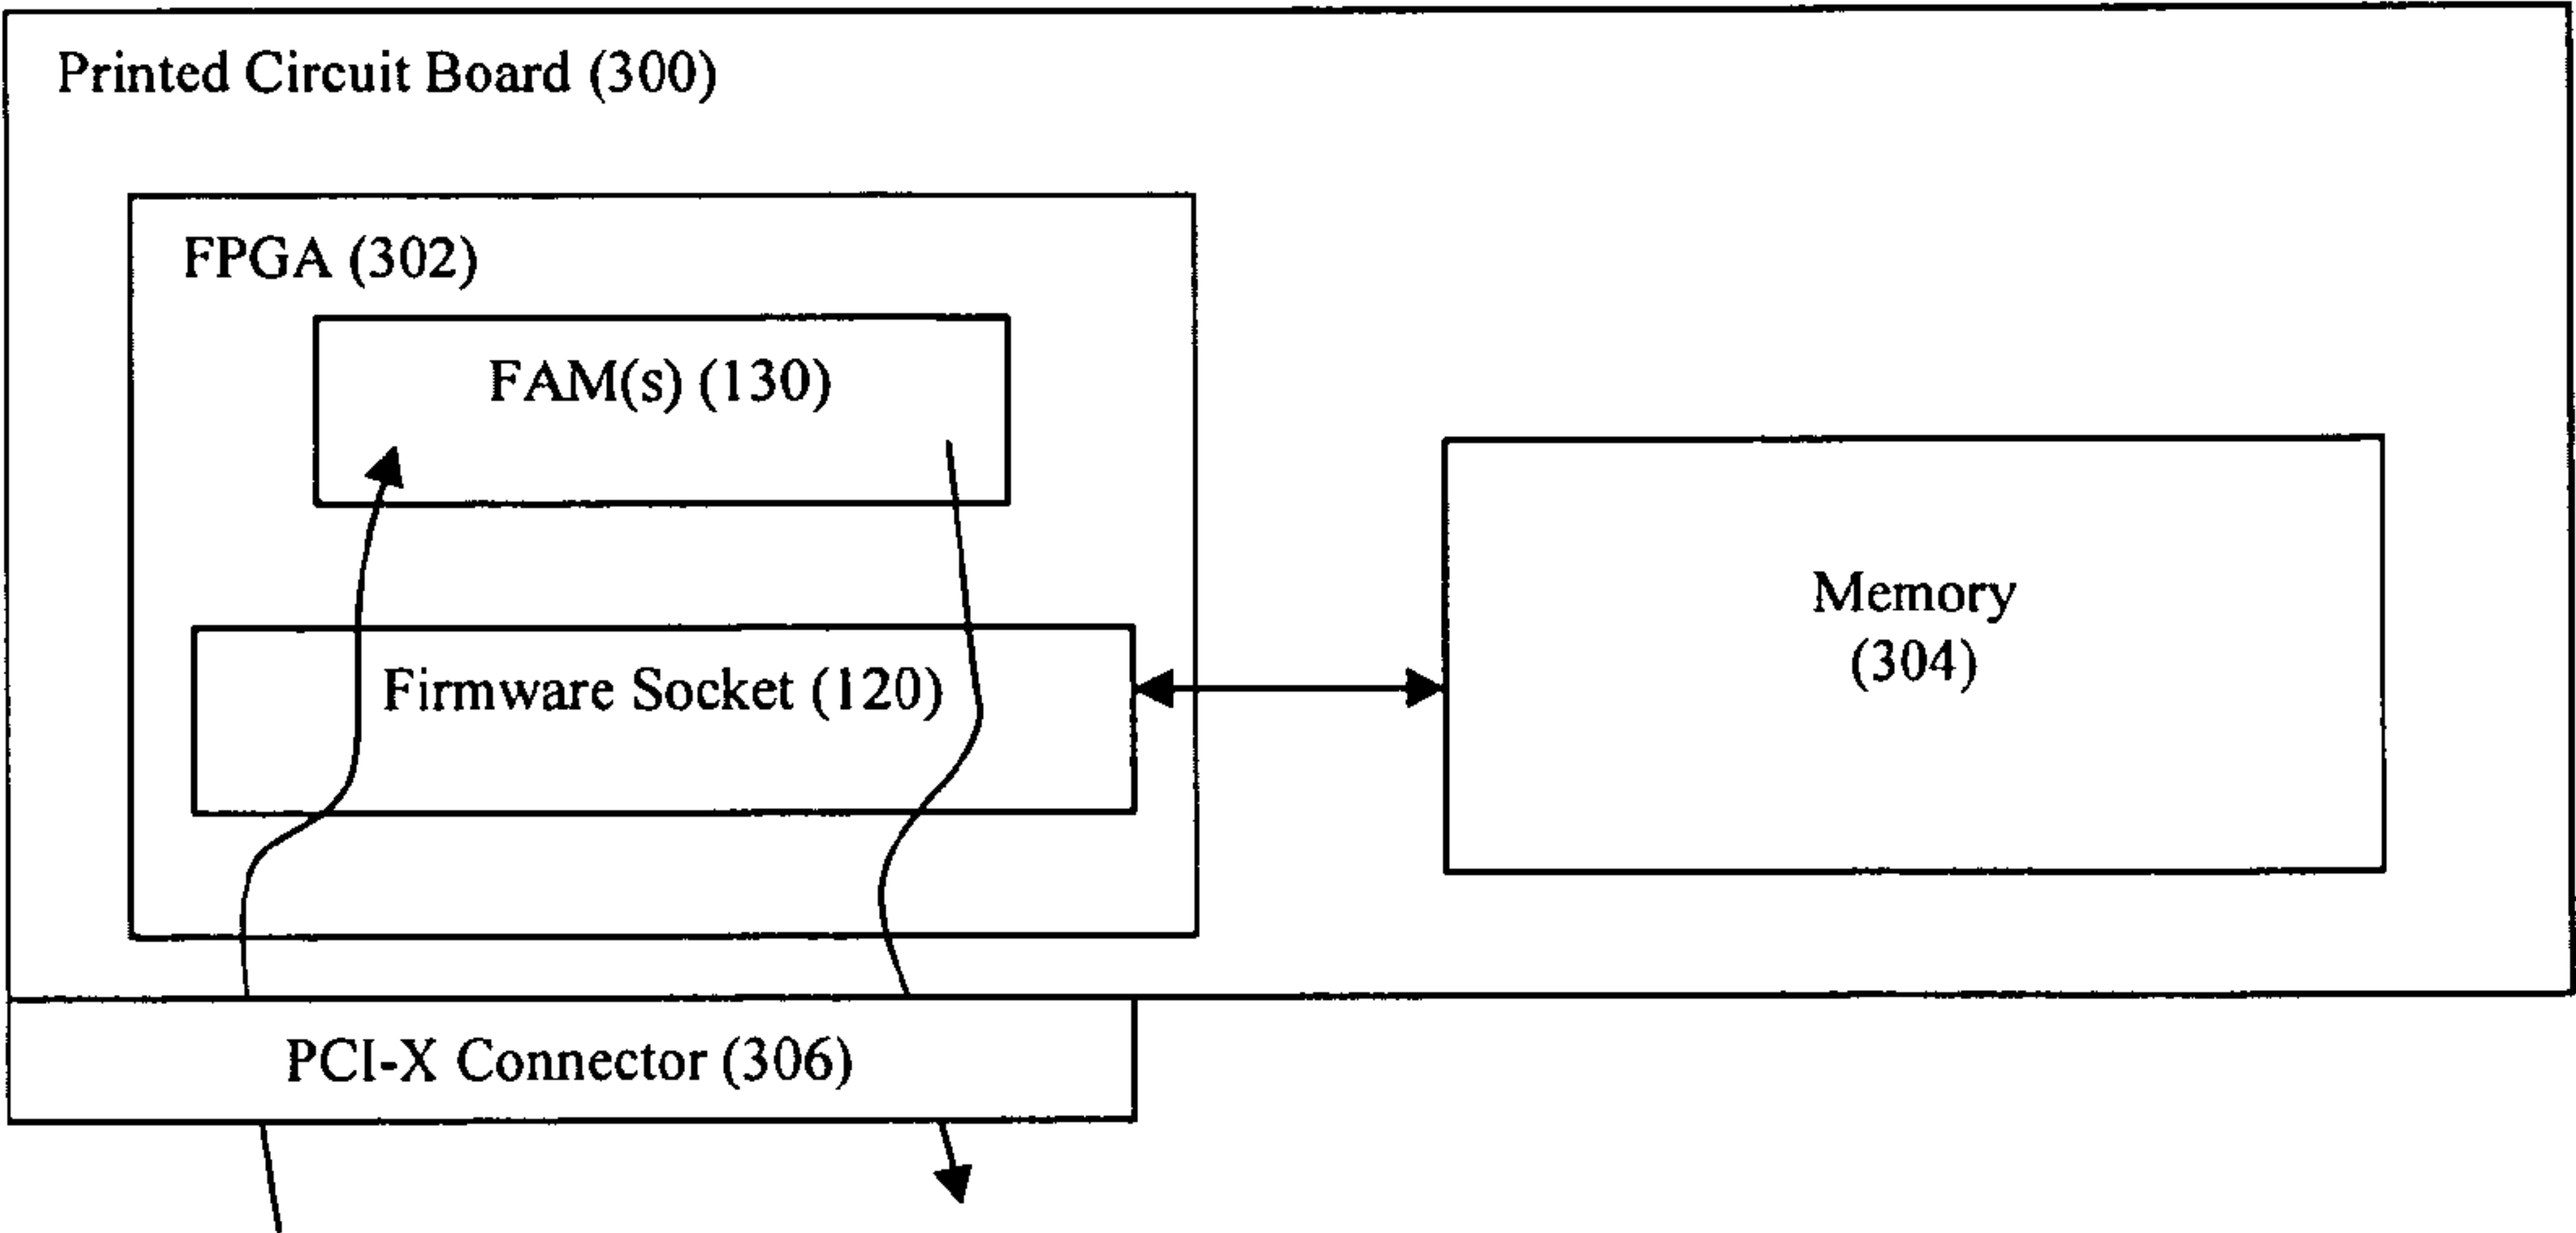 Printed Circuit Board (300)
FPGA (302)
FAM(s) (130)
Firmware Socket (120)
Memory
(304)
PCI-X Connector (306)